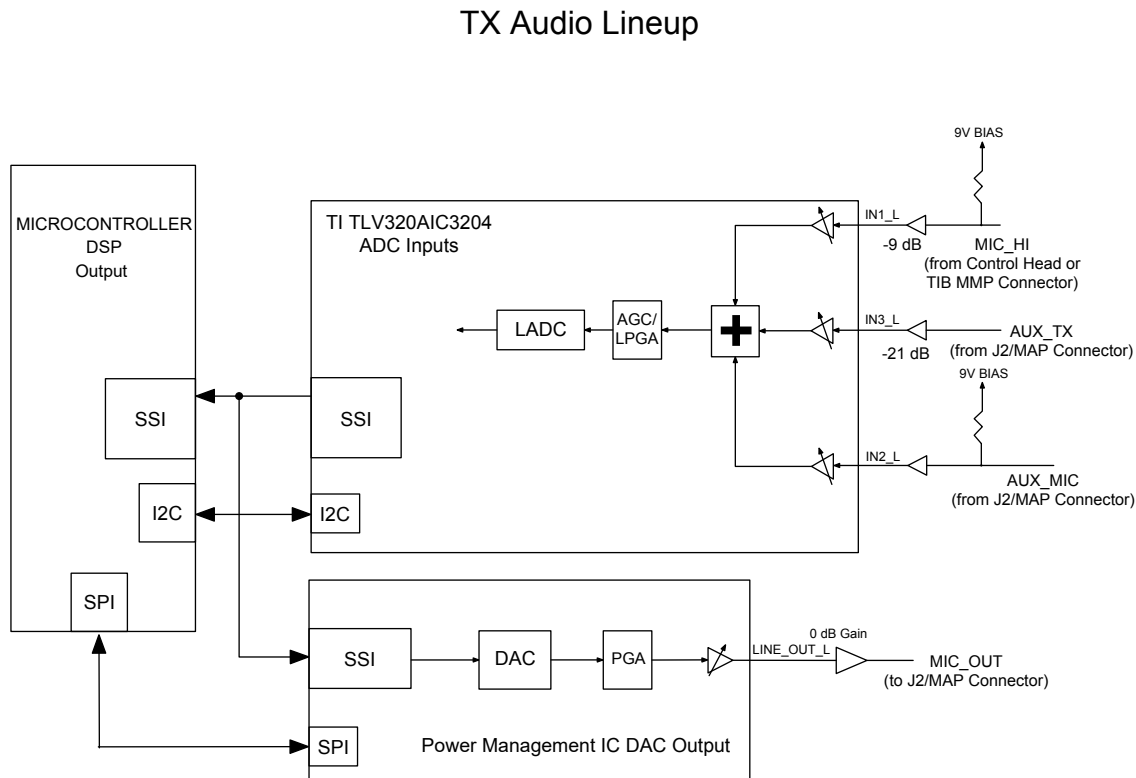 TX Audio Lineup
9V BIAS
MICROCONTROLLER
DSP
Output
TI TLV320AIC3204
ADC Inputs
IN1_L
-9 dB
MIC_HI
(from Control Head or
TIB MMP Connector)
LADC
AGC/
LPGA
IN3_L
-21 dB
AUX_TX
(from J2/MAP Connector)
9V BIAS
SSI
SSI
IN2_L
AUX_MIC
(from J2/MAP Connector)
I2C
I2C
SPI
SSI
DAC
PGA
LINE_OUT_L
0 dB Gain
MIC_OUT
(to J2/MAP Connector)
SPI
Power Management IC DAC Output